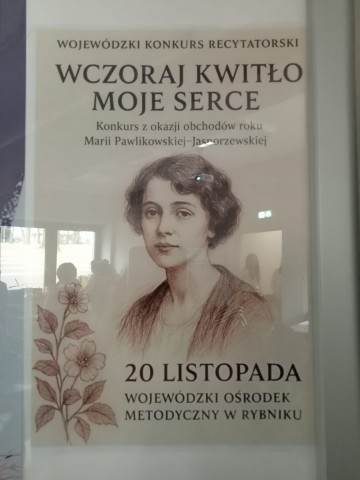 WOJEWÓDZKI KONKURS RECYTATORSKI
WCZORAJ KWITŁO
MOJE SERCE
Konkurs z okazji obchodów roku
Marii Pawlikowskiej-Jasnorzewskiej
20 LISTOPADA
WOJEWÓDZKI OŚRODEK
METODYCZNY W RYBNIKU